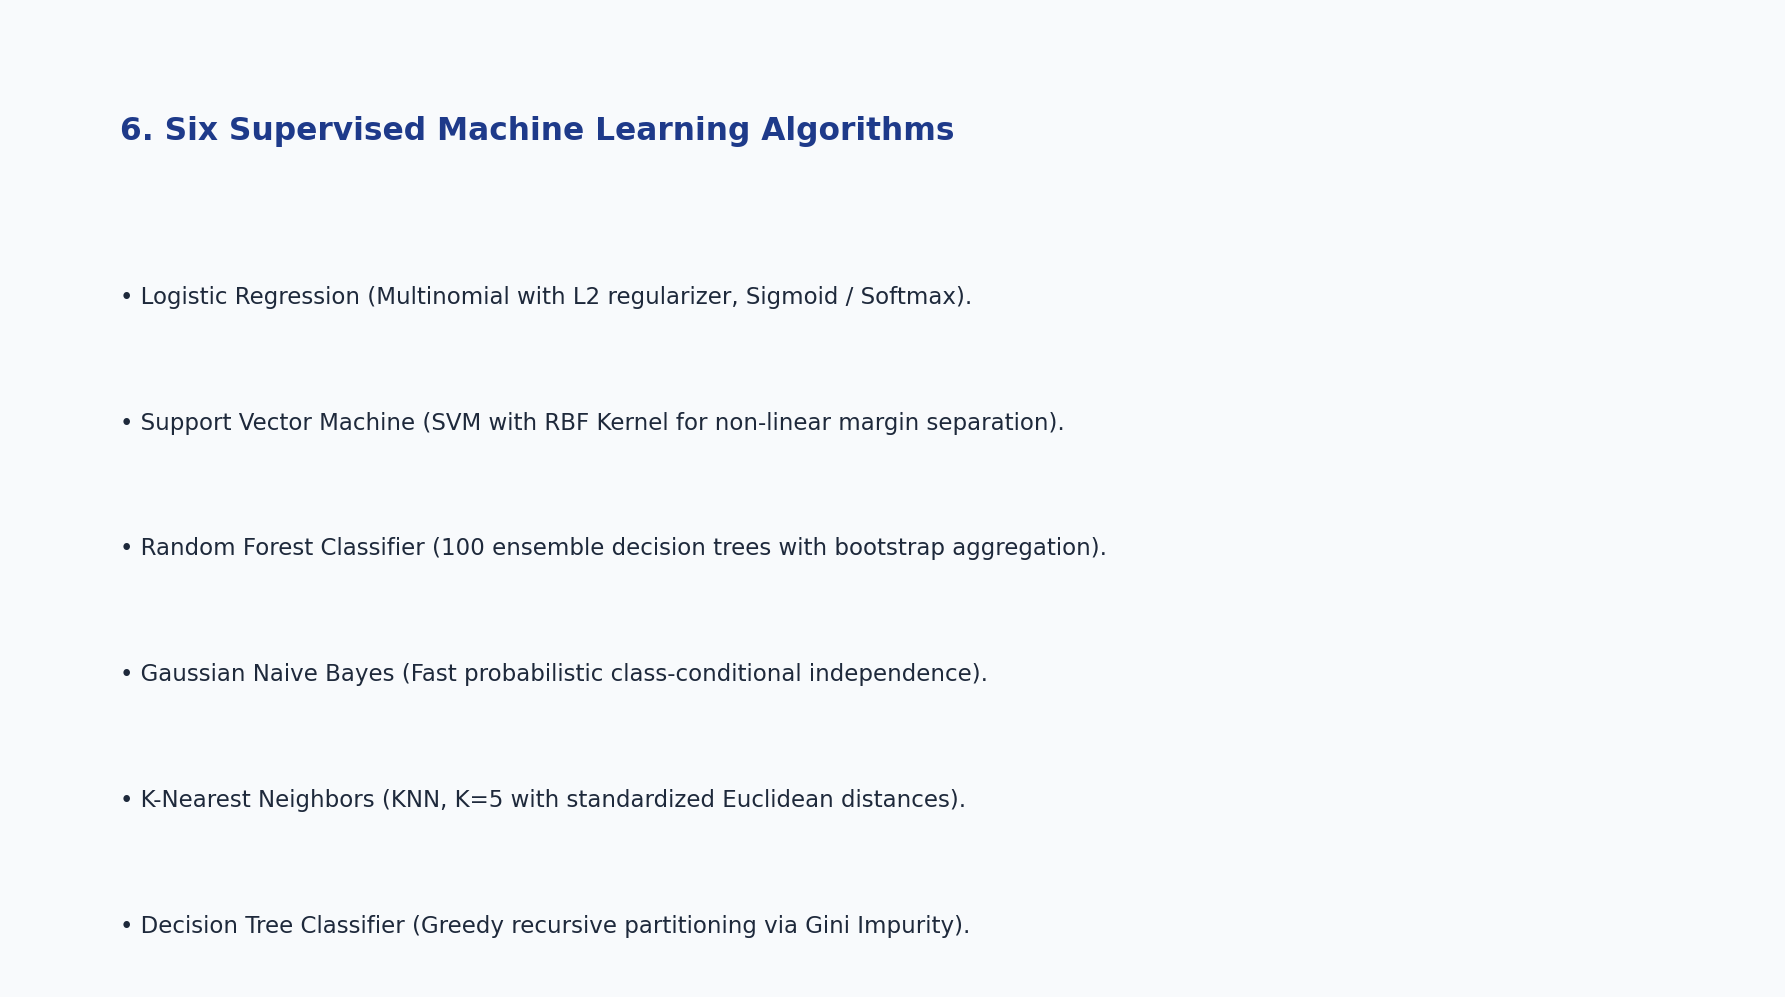 6. Six Supervised Machine Learning Algorithms
• Logistic Regression (Multinomial with L2 regularizer, Sigmoid / Softmax).
• Support Vector Machine (SVM with RBF Kernel for non-linear margin separation).
• Random Forest Classifier (100 ensemble decision trees with bootstrap aggregation).
• Gaussian Naive Bayes (Fast probabilistic class-conditional independence).
• K-Nearest Neighbors (KNN, K=5 with standardized Euclidean distances).
• Decision Tree Classifier (Greedy recursive partitioning via Gini Impurity).